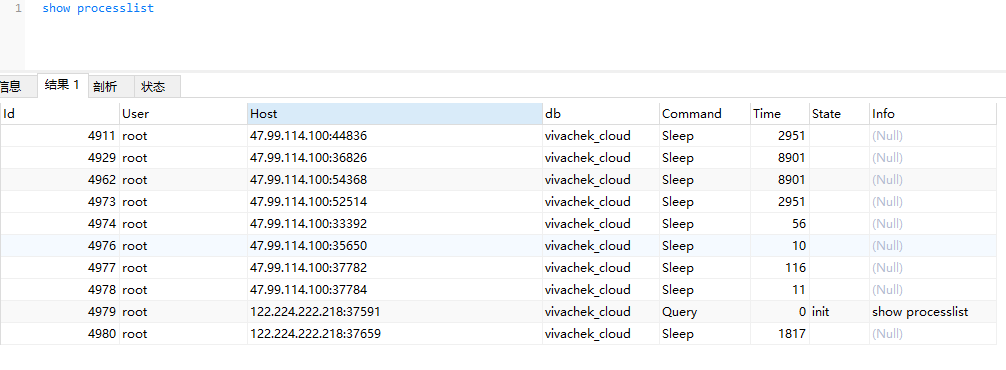 1 show processlist
信息 结果 1 剖析 状态
Id User Host db Command Time State Info
4911 root 47.99.114.100:44836 vivachek_cloud Sleep 2951 (Null)
4929 root 47.99.114.100:36826 vivachek_cloud Sleep 8901 (Null)
4962 root 47.99.114.100:54368 vivachek_cloud Sleep 8901 (Null)
4973 root 47.99.114.100:52514 vivachek_cloud Sleep 2951 (Null)
4974 root 47.99.114.100:33392 vivachek_cloud Sleep 56 (Null)
4976 root 47.99.114.100:35650 vivachek_cloud Sleep 10 (Null)
4977 root 47.99.114.100:37782 vivachek_cloud Sleep 116 (Null)
4978 root 47.99.114.100:37784 vivachek_cloud Sleep 11 (Null)
4979 root 122.224.222.218:37591 vivachek_cloud Query 0 init show processlist
4980 root 122.224.222.218:37659 vivachek_cloud Sleep 1817 (Null)